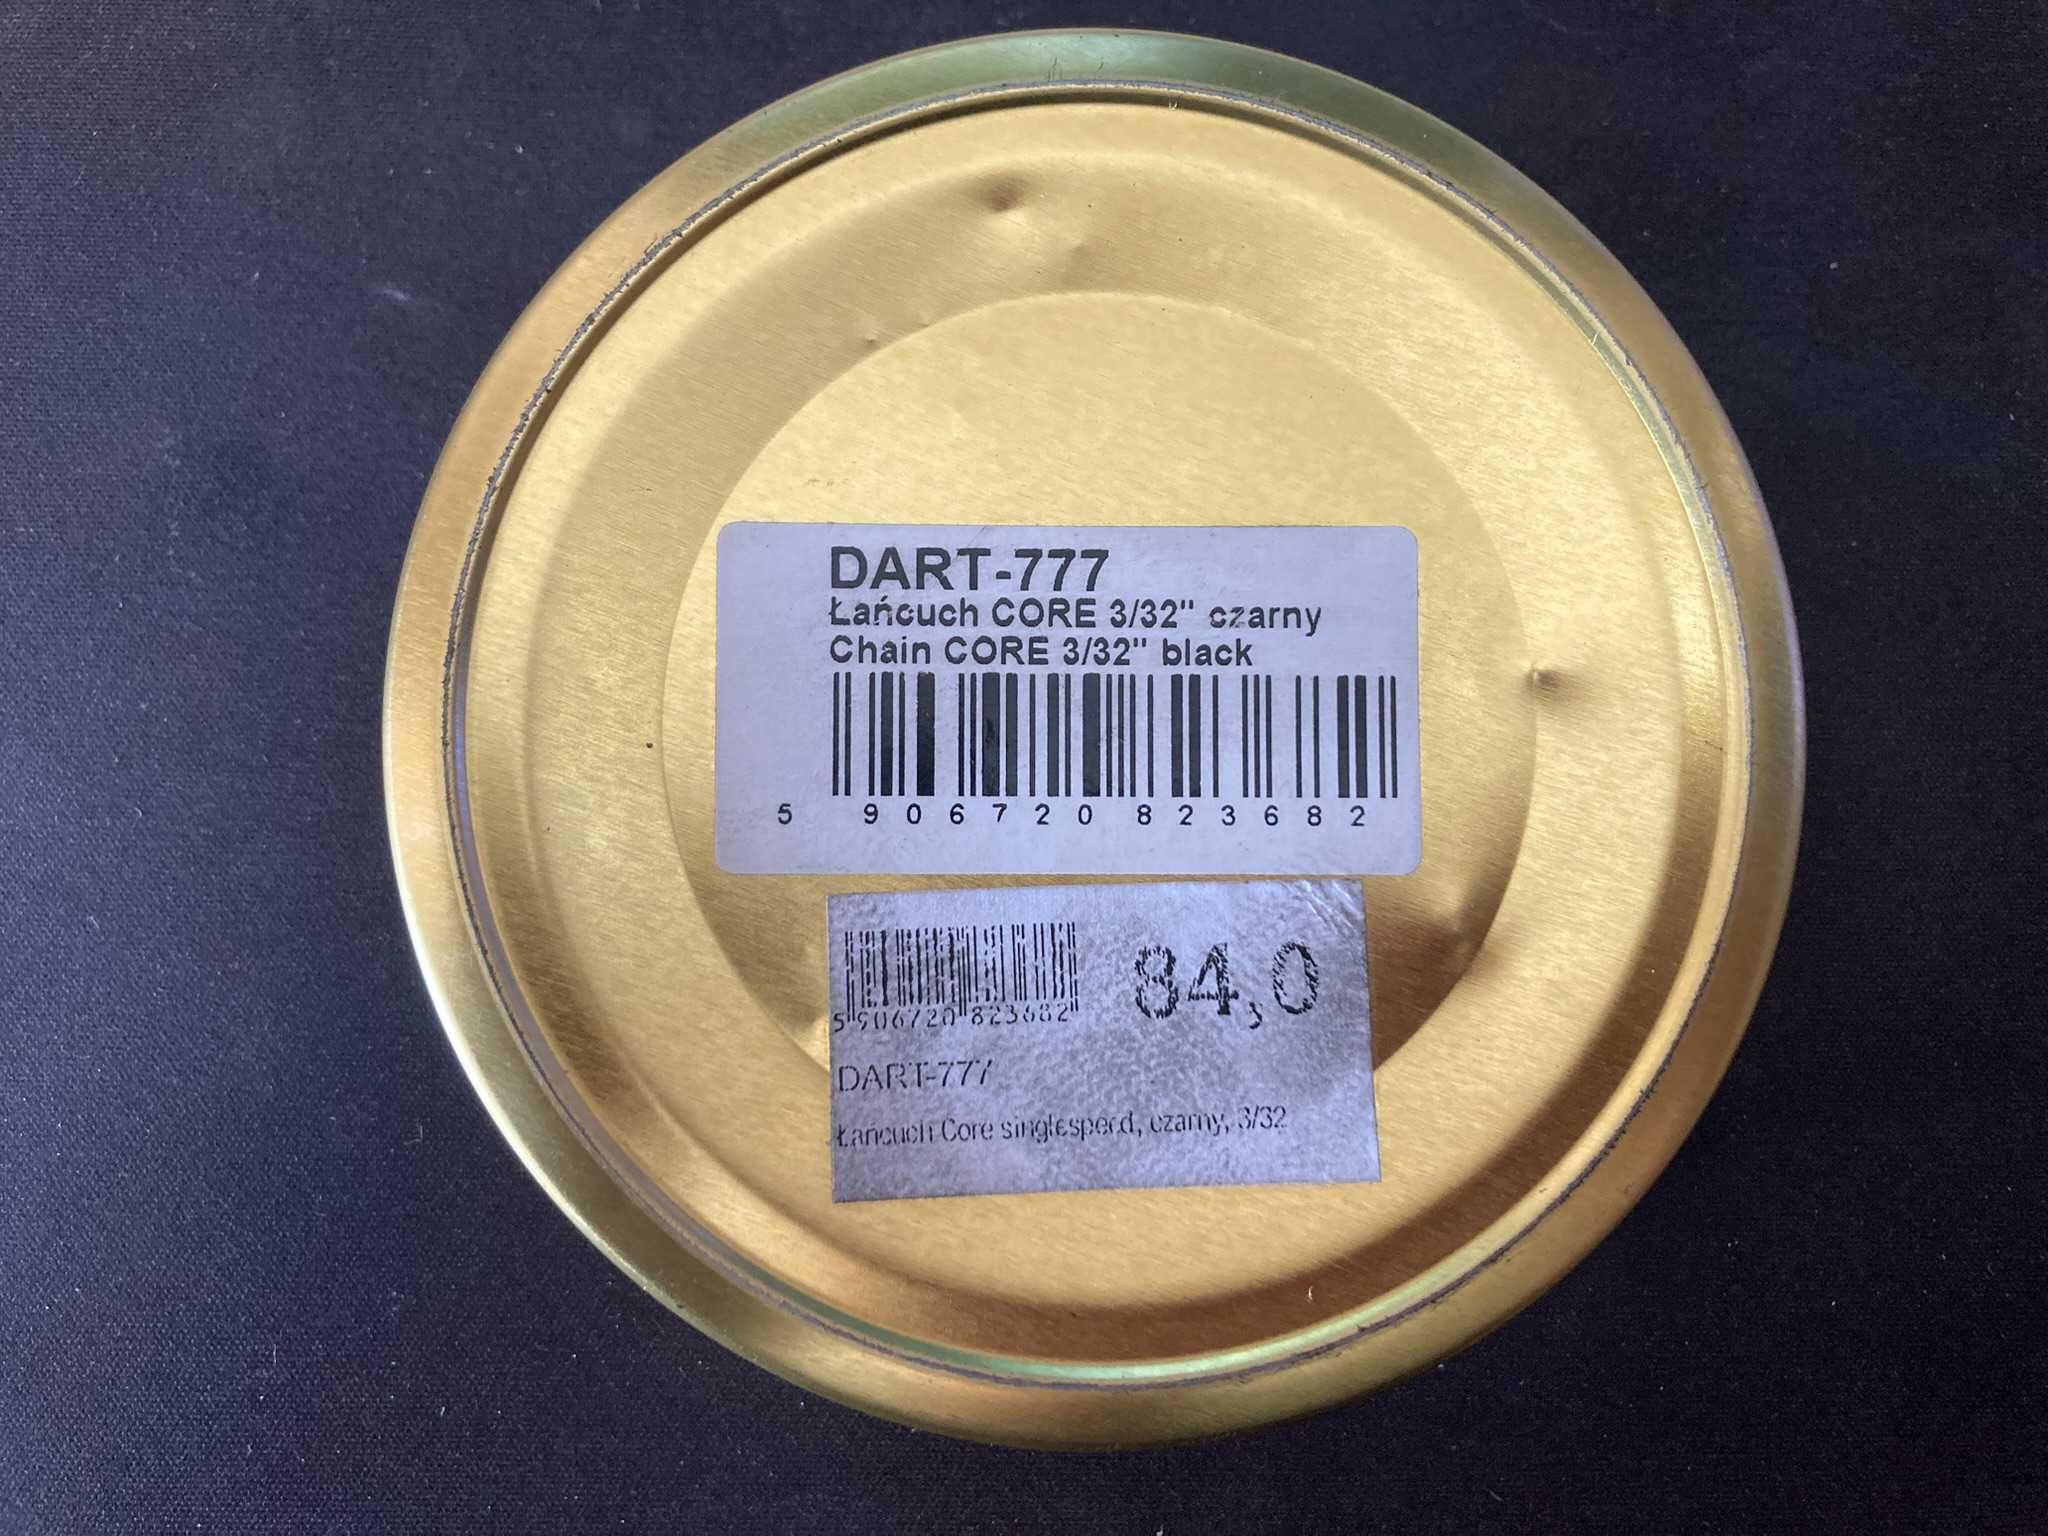 DART-777
Łańcuch CORE 3/32" czarny
Chain CORE 3/32" black
5 906720 823682
84,0
5 906720 823682
DART-777
Łańcuch Core singlespeed, czarny, 3/32